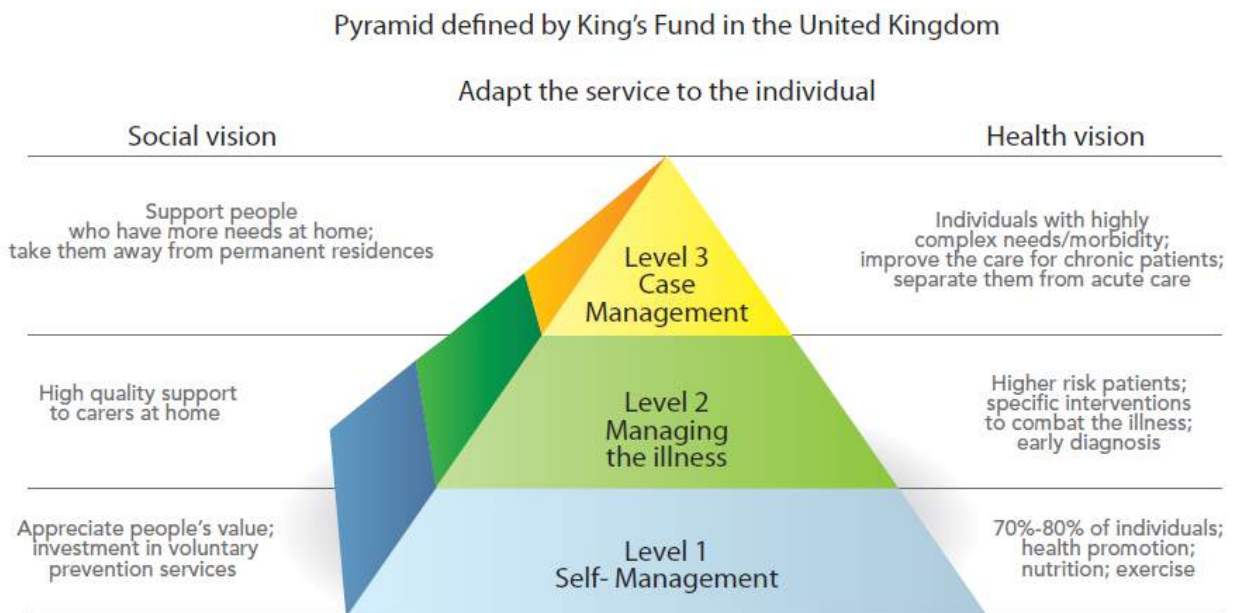 Pyramid defined by King's Fund in the United Kingdom
Adapt the service to the individual
Social vision
Health vision
Support people
who have more needs at home;
take them away from permanent residences
Level 3
Case
Management
Individuals with highly
complex needs/morbidity;
improve the care for chronic patients;
separate them from acute care
High quality support
to carers at home
Level 2
Managing
the illness
Higher risk patients;
specific interventions
to combat the illness;
early diagnosis
Appreciate people's value;
investment in voluntary
prevention services
Level 1
Self- Management
70%-80% of individuals;
health promotion;
nutrition; exercise